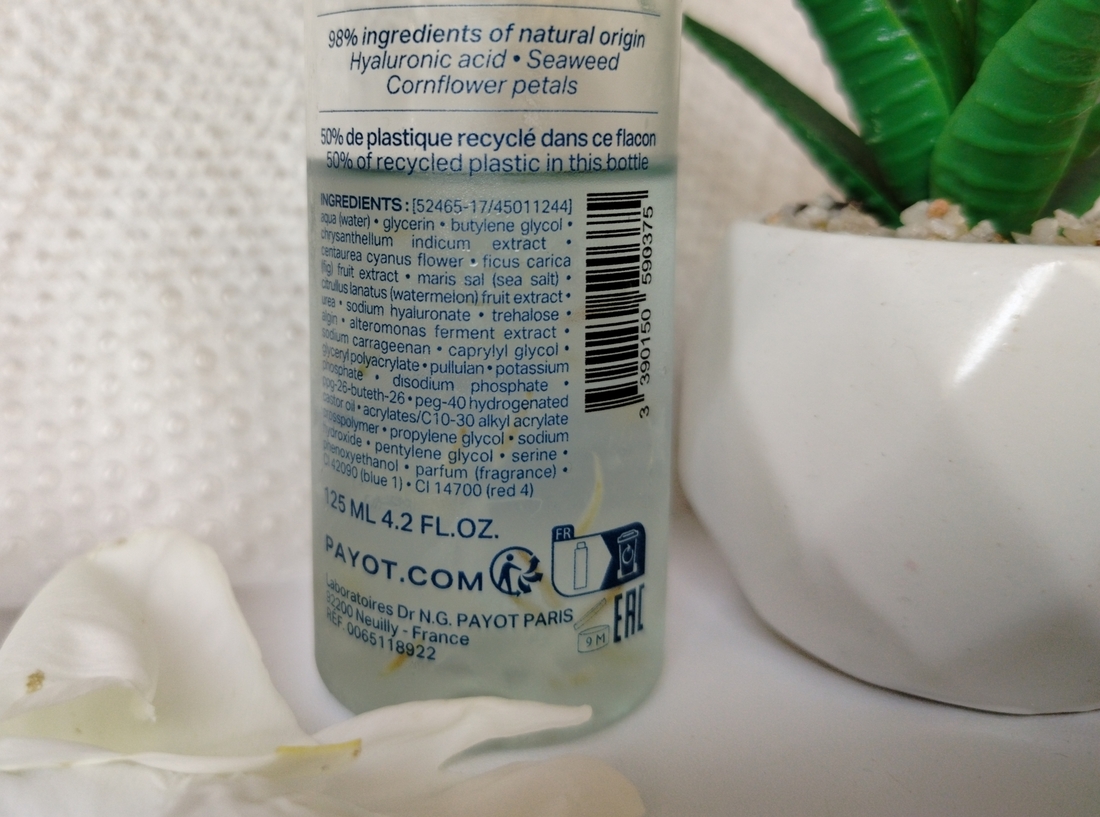 98% ingredients of natural origin
Hyaluronic acid • Seaweed
Cornflower petals
50% de plastique recyclé dans ce flacon
50% of recycled plastic in this bottle
INGREDIENTS : [52465-17/45011244]
aqua (water) • glycerin • butylene glycol •
chrysanthellum indicum extract •
centaurea cyanus flower • ficus carica
(fig) fruit extract • maris sal (sea salt) •
citrullus lanatus (watermelon) fruit extract •
urea • sodium hyaluronate • trehalose •
algin • alteromonas ferment extract •
sodium carrageenan • caprylyl glycol •
glyceryl polyacrylate • pullulan • potassium
phosphate • disodium phosphate •
ppg-26-buteth-26 • peg-40 hydrogenated
castor oil • acrylates/C10-30 alkyl acrylate
crosspolymer • propylene glycol • sodium
hydroxide • pentylene glycol • serine •
phenoxyethanol • parfum (fragrance) •
CI 42090 (blue 1) • CI 14700 (red 4)
3 390150 590375
125 ML 4.2 FL.OZ.
FR
PAYOT.COM
Laboratoires Dr N.G. PAYOT PARIS
92200 Neuilly - France
RÉF. 0065118922
9 M
EAC